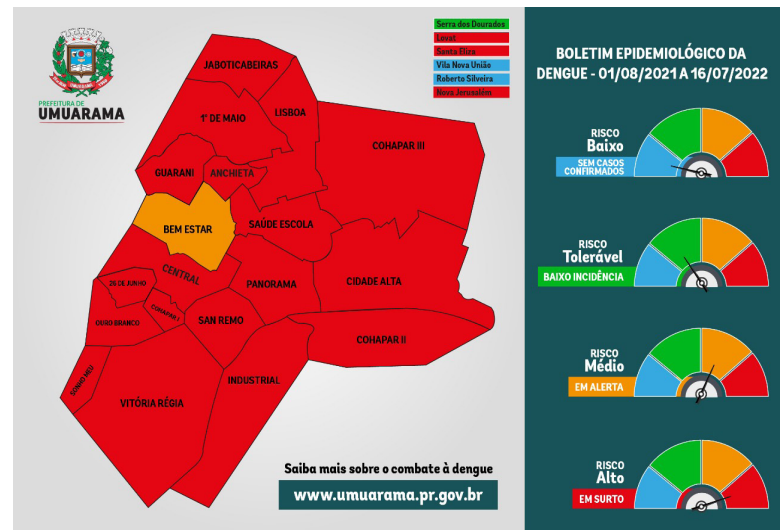 PREFEITURA DE
UMUARAMA
Serra dos Dourados
Lovat
Santa Eliza
Vila Nova União
Roberto Silveira
Nova Jerusalém
JABOTICABEIRAS
1º DE MAIO
LISBOA
COHAPAR III
GUARANI
ANCHIETA
BEM ESTAR
SAÚDE ESCOLA
CENTRAL
PANORAMA
CIDADE ALTA
26 DE JUNHO
COHAPAR I
OURO BRANCO
SAN REMO
COHAPAR II
SONHO MEU
VITÓRIA RÉGIA
INDUSTRIAL
Saiba mais sobre o combate à dengue
www.umuarama.pr.gov.br
BOLETIM EPIDEMIOLÓGICO DA
DENGUE - 01/08/2021 A 16/07/2022
RISCO
Baixo
SEM CASOS
CONFIRMADOS
RISCO
Tolerável
BAIXO INCIDÊNCIA
RISCO
Médio
EM ALERTA
RISCO
Alto
EM SURTO